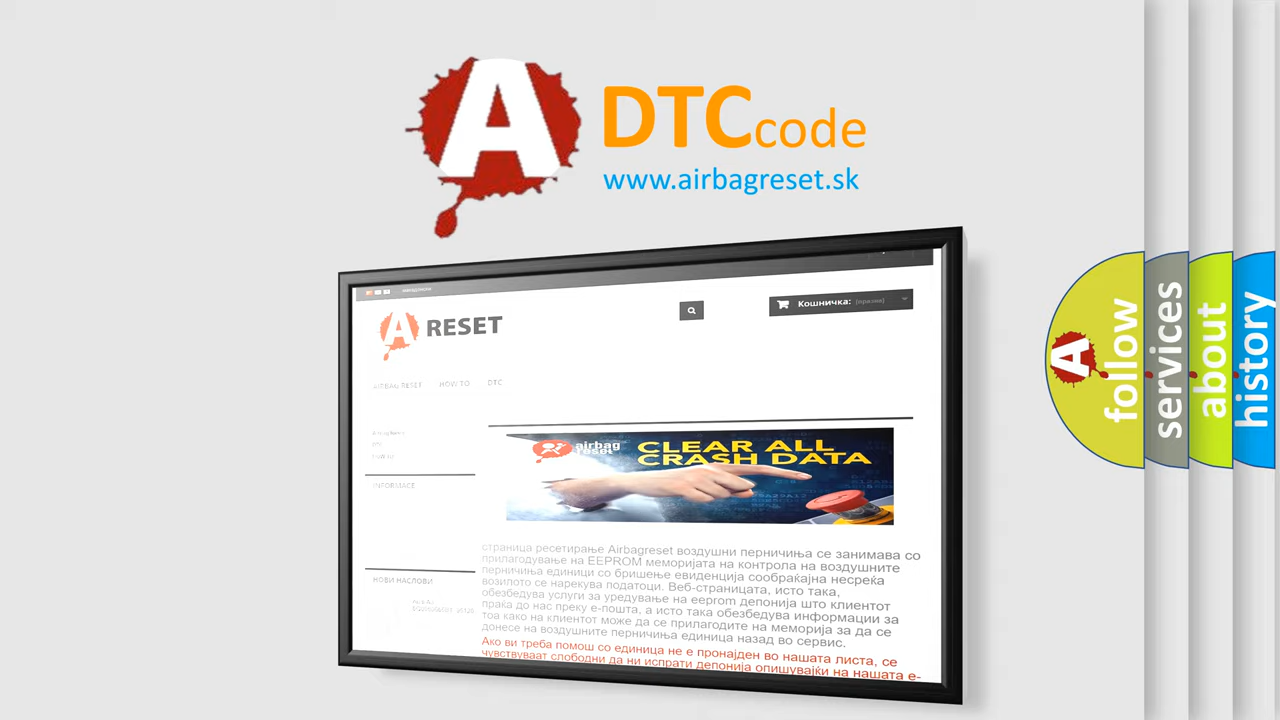 A
DTCcode
www.airbagreset.sk
A RESET
Кошничка:
AIRBAG RESET HOW TO DTC
INFORMACE
НОВИ НАСЛОВИ
airbag
reset
CLEAR ALL
CRASH DATA
страница ресетирање Airbagreset воздушни перничиња се занимава со
прилагодување на EEPROM меморијата на контрола на воздушните
перничиња единици со бришење евиденција сообраќајна несреќа
возилото се нарекува податоци. Веб-страницата, исто така,
обезбедува услуги за уредување на eeprom депонија што клиентот
праќа до нас преку е-пошта, а исто така обезбедува информации за
тоа како на клиентот може да се прилагодите на меморија за да се
донесе на воздушните перничиња единица назад во сервис.
Ако ви треба помош со единица не е пронајден во нашата листа, се
чувствуваат слободни да ни испрати депонија опишувајќи на нашата е-
A
follow
services
about
history